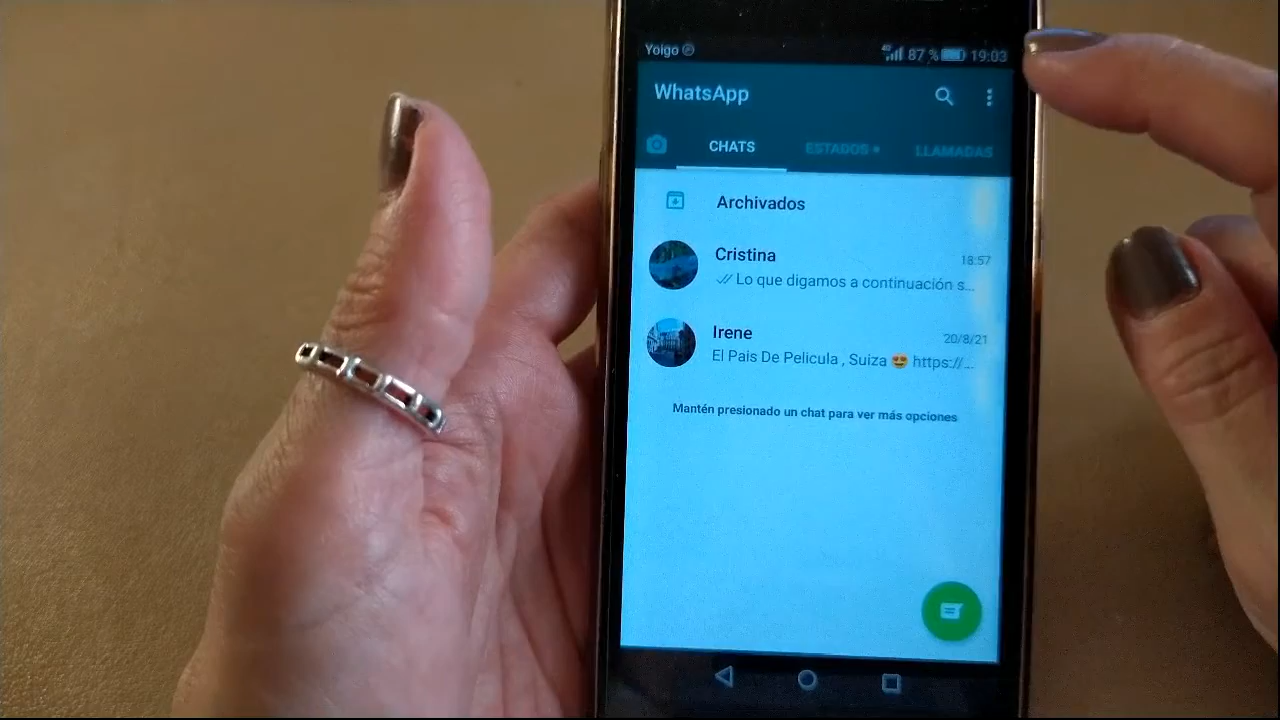 Yoigo 4G 87 % 19:03
WhatsApp
CHATS ESTADOS LLAMADAS
Archivados
Cristina 18:57
Lo que digamos a continuación s...
Irene 20/8/21
El Pais De Pelicula , Suiza 😍 https://...
Mantén presionado un chat para ver más opciones